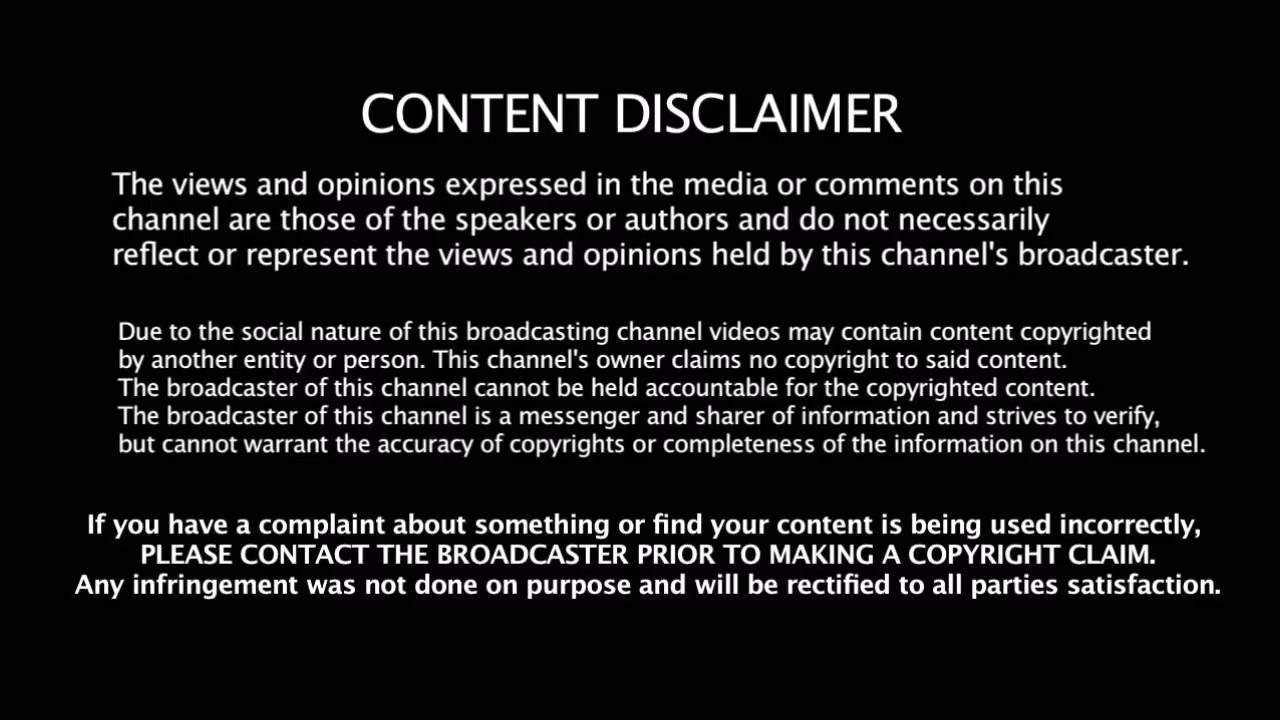 CONTENT DISCLAIMER
The views and opinions expressed in the media or comments on this
channel are those of the speakers or authors and do not necessarily
reflect or represent the views and opinions held by this channel's broadcaster.
Due to the social nature of this broadcasting channel videos may contain content copyrighted
by another entity or person. This channel's owner claims no copyright to said content.
The broadcaster of this channel cannot be held accountable for the copyrighted content.
The broadcaster of this channel is a messenger and sharer of information and strives to verify,
but cannot warrant the accuracy of copyrights or completeness of the information on this channel.
If you have a complaint about something or find your content is being used incorrectly,
PLEASE CONTACT THE BROADCASTER PRIOR TO MAKING A COPYRIGHT CLAIM.
Any infringement was not done on purpose and will be rectified to all parties satisfaction.